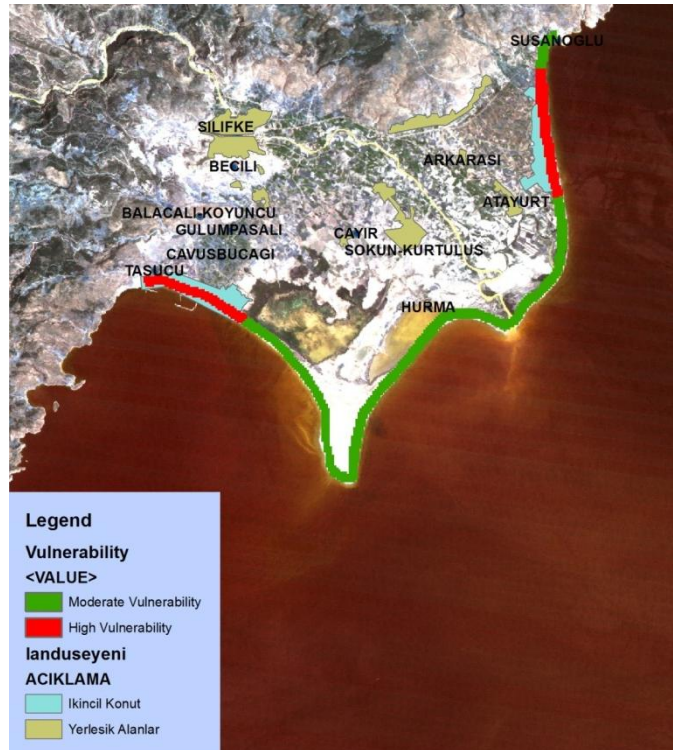 SUSANOGLU
SILIFKE
BECILI
ARKARASI
BALACALI-KOYUNCU
ATAYURT
GULUMPASALI
CAYIR
SOKUN-KURTULUS
CAVUSBUCAGI
TASUCU
HURMA
Legend
Vulnerability
<VALUE>
Moderate Vulnerability
High Vulnerability
landuseyeni
ACIKLAMA
Ikincil Konut
Yerlesik Alanlar